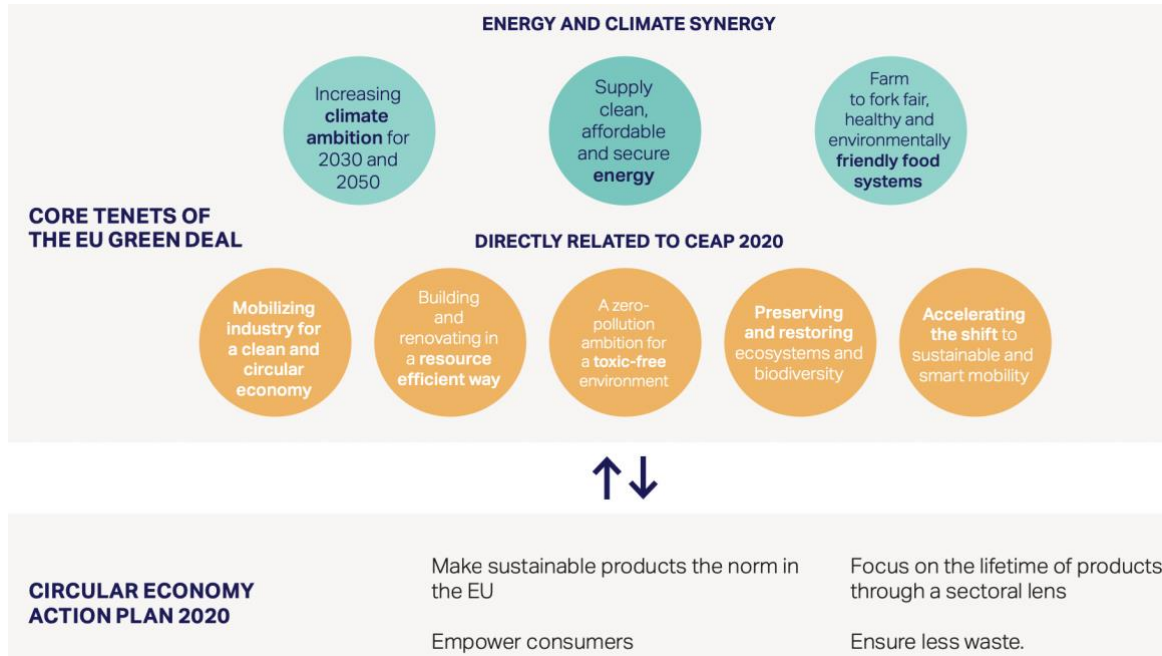 ENERGY AND CLIMATE SYNERGY
Increasing
climate
ambition for
2030 and
2050
Supply
clean,
affordable
and secure
energy
Farm
to fork fair,
healthy and
environmentally
friendly food
systems
CORE TENETS OF
THE EU GREEN DEAL
DIRECTLY RELATED TO CEAP 2020
Mobilizing
industry for
a clean and
circular
economy
Building
and
renovating in
a resource
efficient way
A zero-
pollution
ambition for
a toxic-free
environment
Preserving
and restoring
ecosystems and
biodiversity
Accelerating
the shift to
sustainable and
smart mobility
CIRCULAR ECONOMY
ACTION PLAN 2020
Make sustainable products the norm in
the EU
Empower consumers
Focus on the lifetime of products
through a sectoral lens
Ensure less waste.